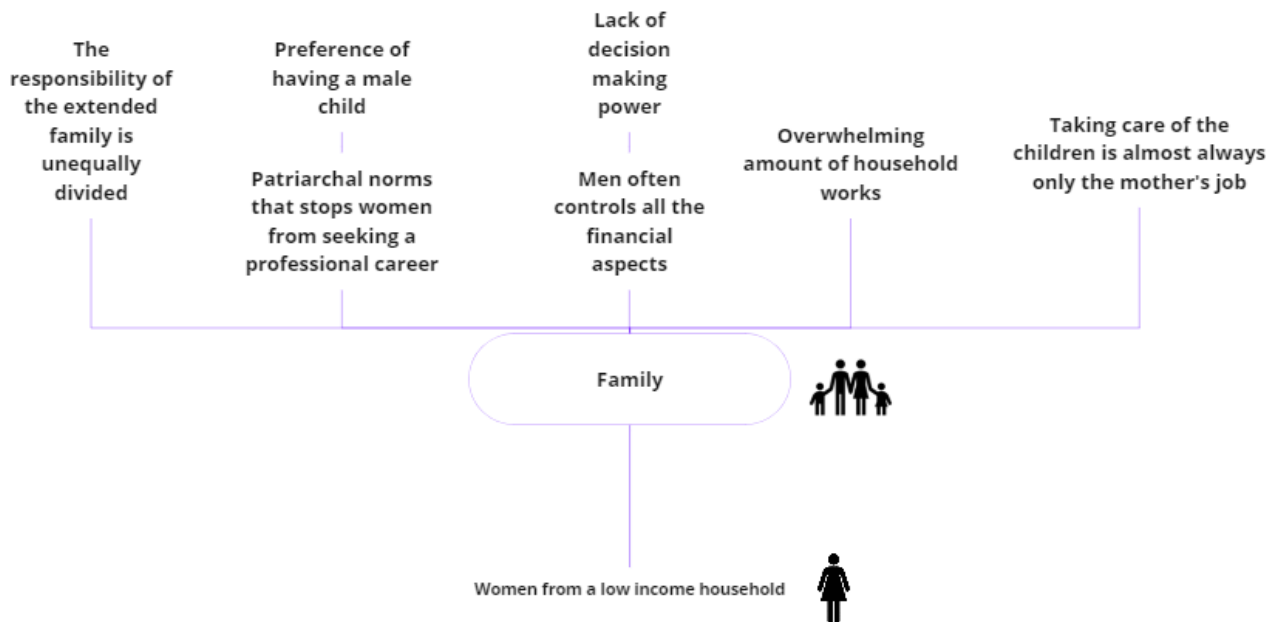 The
responsibility of
the extended
family is
unequally
divided
Preference of
having a male
child
Patriarchal norms
that stops women
from seeking a
professional career
Lack of
decision
making
power
Men often
controls all the
financial
aspects
Overwhelming
amount of household
works
Taking care of the
children is almost always
only the mother's job
Family
Women from a low income household